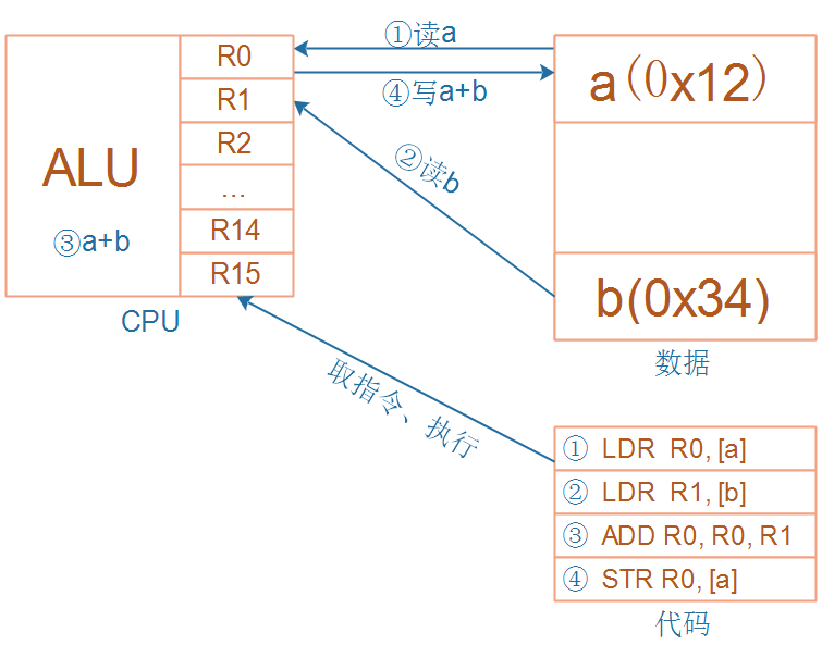 ①读a
④写a+b
②读b
ALU
③a+b
R0
R1
R2
...
R14
R15
CPU
a(0x12)
b(0x34)
数据
取指令、执行
① LDR R0, [a]
② LDR R1, [b]
③ ADD R0, R0, R1
④ STR R0, [a]
代码